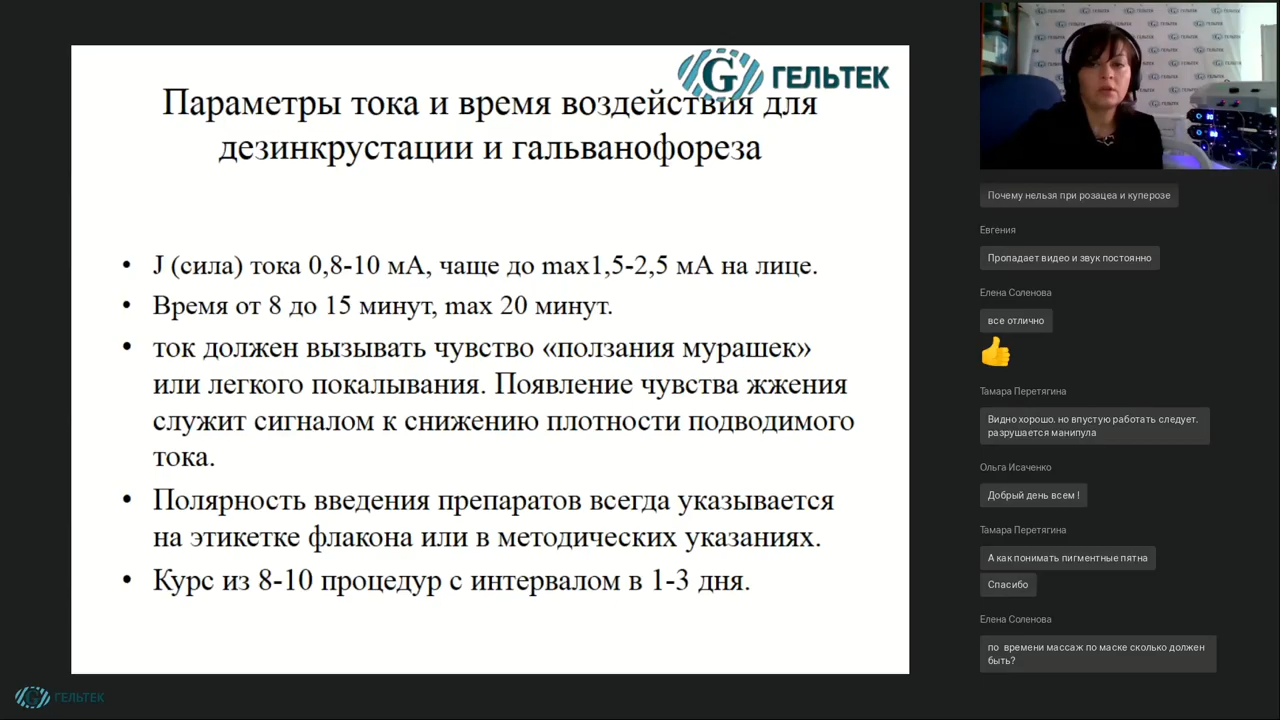 ГЕЛЬТЕК
Параметры тока и время воздействия для
дезинкрустации и гальванофореза
• J (сила) тока 0,8-10 мА, чаще до max1,5-2,5 мА на лице.
• Время от 8 до 15 минут, max 20 минут.
• ток должен вызывать чувство «ползания мурашек»
или легкого покалывания. Появление чувства жжения
служит сигналом к снижению плотности подводимого
тока.
• Полярность введения препаратов всегда указывается
на этикетке флакона или в методических указаниях.
• Курс из 8-10 процедур с интервалом в 1-3 дня.
ГЕЛЬТЕК
Почему нельзя при розацеа и куперозе
Евгения
Пропадает видео и звук постоянно
Елена Соленова
все отлично
Тамара Перетягина
Видно хорошо. но впустую работать следует.
разрушается манипула
Ольга Исаченко
Добрый день всем !
Тамара Перетягина
А как понимать пигментные пятна
Спасибо
Елена Соленова
по времени массаж по маске сколько должен
быть?